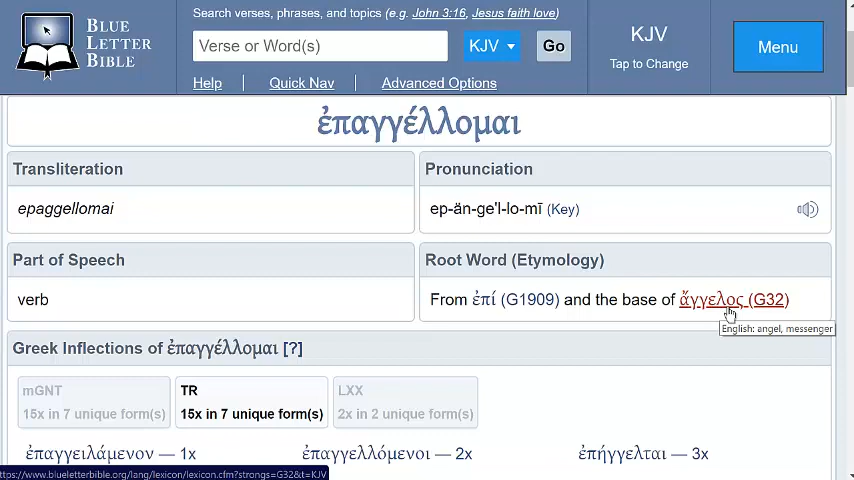 BLUE
LETTER
BIBLE
Search verses, phrases, and topics (e.g. John 3:16, Jesus faith love)
Verse or Word(s)
KJV
Go
Help
Quick Nav
Advanced Options
KJV
Tap to Change
Menu
ἐπαγγέλλομαι
Transliteration
epaggellomai
Pronunciation
ep-än-ge'l-lo-mī (Key)
Part of Speech
verb
Root Word (Etymology)
From ἐπί (G1909) and the base of ἄγγελος (G32)
English: angel, messenger
Greek Inflections of ἐπαγγέλλομαι [?]
mGNT
15x in 7 unique form(s)
TR
15x in 7 unique form(s)
LXX
2x in 2 unique form(s)
ἐπαγγειλάμενον — 1x
ἐπαγγελλόμενοι — 2x
ἐπήγγελται — 3x
ttps://www.blueletterbible.org/lang/lexicon/lexicon.cfm?strongs=G32&t=KJV